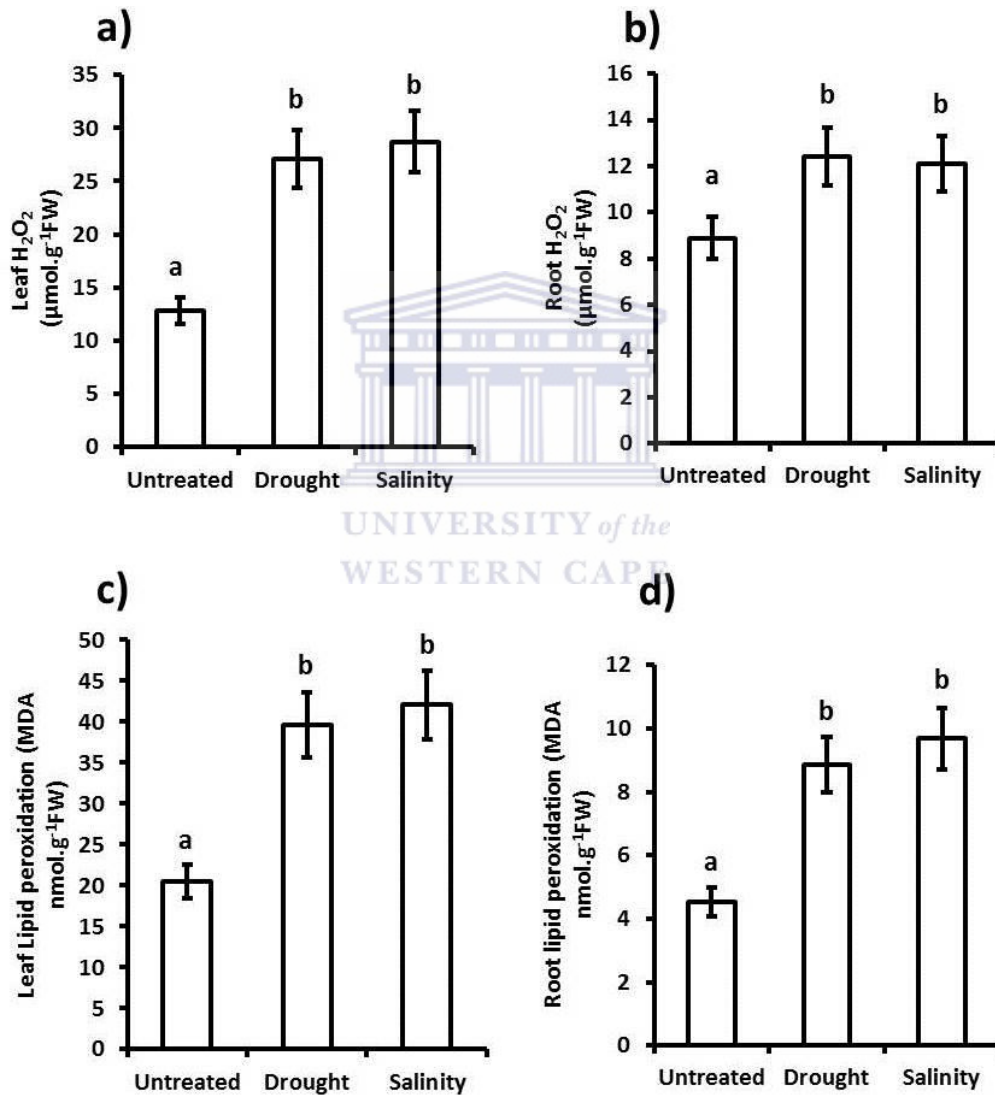 a)
Leaf H₂O₂
(µmol.g⁻¹FW)
35
30
25
20
15
10
5
0
a
b
b
Untreated Drought Salinity
b)
Root H₂O₂
(µmol.g⁻¹FW)
16
14
12
10
8
6
4
2
0
a
b
b
Untreated Drought Salinity
UNIVERSITY of the
WESTERN CAPE
c)
Leaf Lipid peroxidation (MDA
nmol.g⁻¹FW)
50
45
40
35
30
25
20
15
10
5
0
a
b
b
Untreated Drought Salinity
d)
Root lipid peroxidation (MDA
nmol.g⁻¹FW)
12
10
8
6
4
2
0
a
b
b
Untreated Drought Salinity